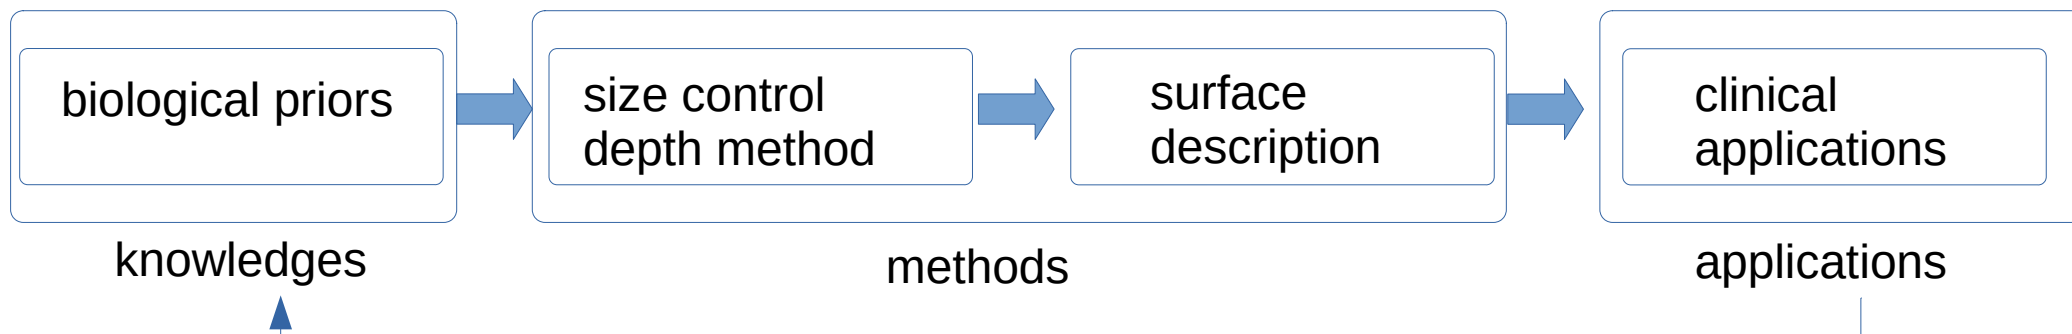 biological priors
size control
depth method
surface
description
clinical
applications
knowledges
methods
applications